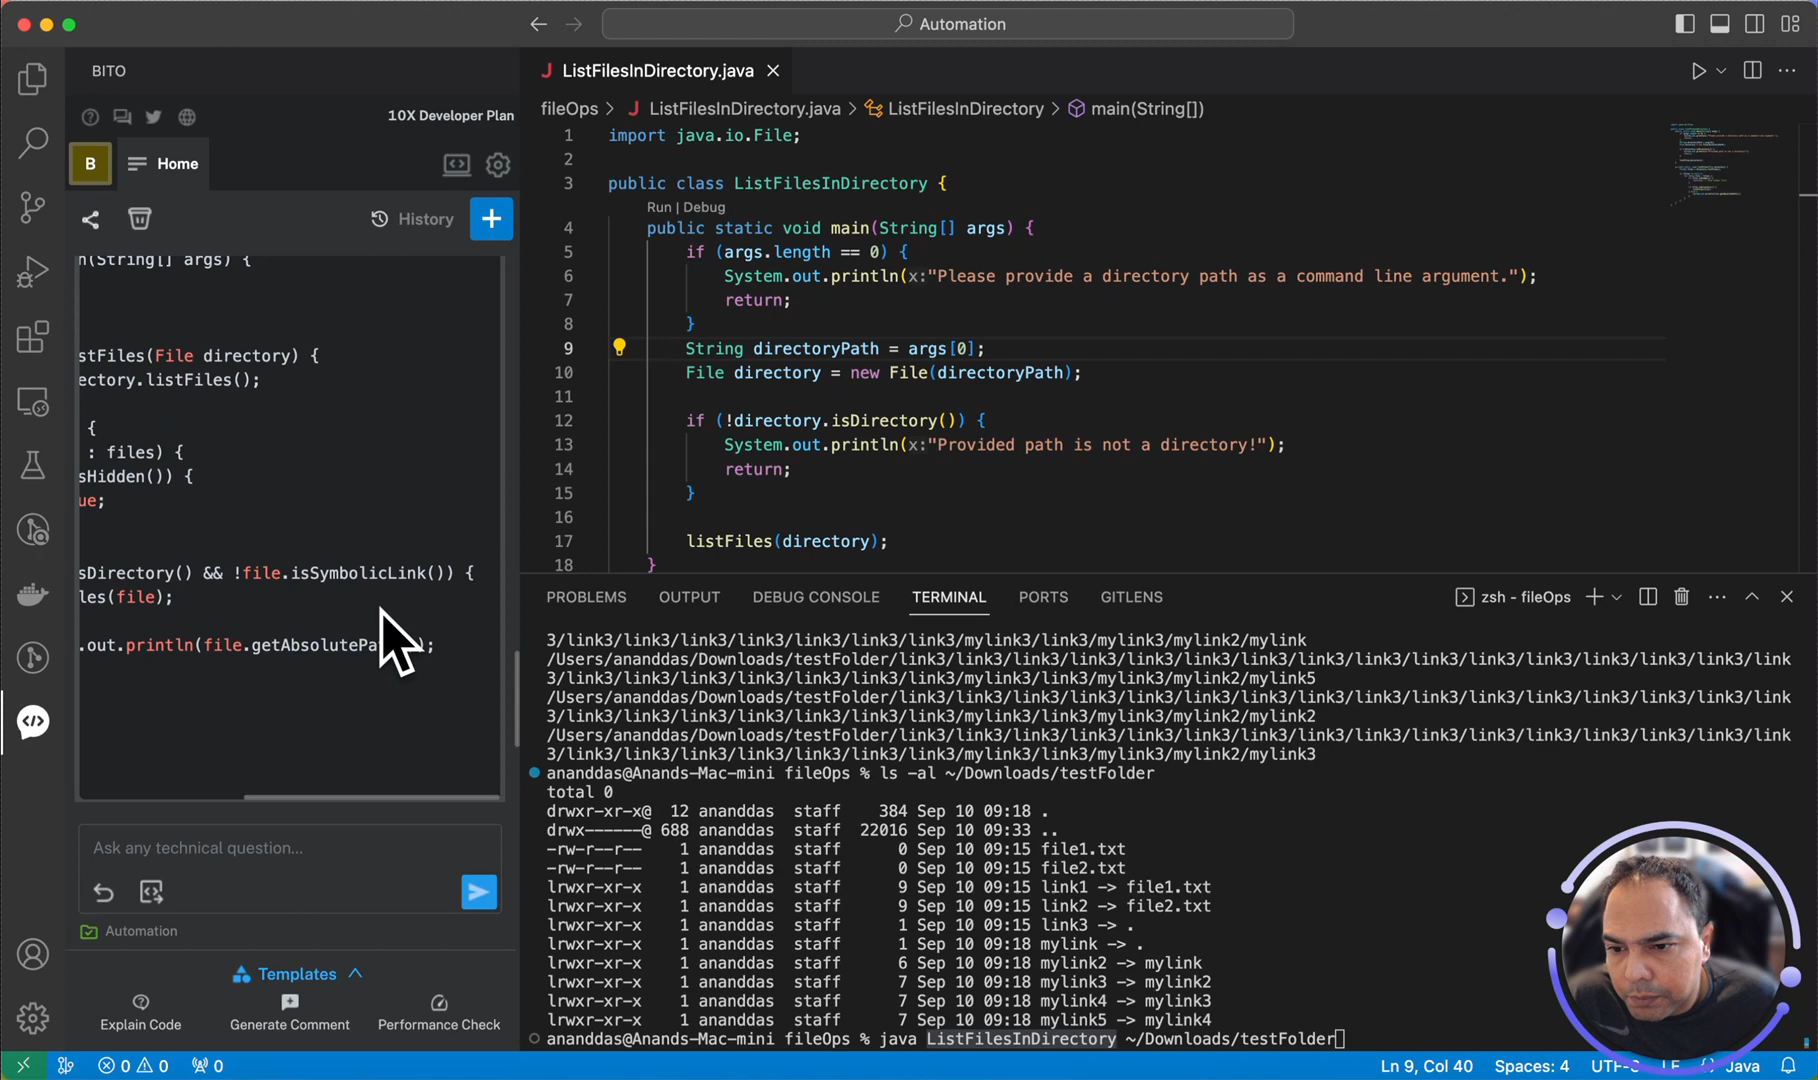 Automation
BITO
10X Developer Plan
B
Home
History
n(String[] args) {
stFiles(File directory) {
ectory.listFiles();
{
: files) {
sHidden()) {
ue;
sDirectory() && !file.isSymbolicLink()) {
les(file);
.out.println(file.getAbsolutePa );
Ask any technical question...
Automation
Templates
Explain Code
Generate Comment
Performance Check
J ListFilesInDirectory.java
fileOps > J ListFilesInDirectory.java > ListFilesInDirectory > main(String[])
1 import java.io.File;
2
3 public class ListFilesInDirectory {
Run | Debug
4 public static void main(String[] args) {
5 if (args.length == 0) {
6 System.out.println(x:"Please provide a directory path as a command line argument.");
7 return;
8 }
9 String directoryPath = args[0];
10 File directory = new File(directoryPath);
11
12 if (!directory.isDirectory()) {
13 System.out.println(x:"Provided path is not a directory!");
14 return;
15 }
16
17 listFiles(directory);
18 }
PROBLEMS OUTPUT DEBUG CONSOLE TERMINAL PORTS GITLENS
zsh - fileOps
3/link3/link3/link3/link3/link3/link3/link3/mylink3/mylink2/mylink
/Users/ananddas/Downloads/testFolder/link3/link3/link3/link3/link3/link3/link3/link3/link3/link3/link3/link
3/link3/link3/link3/link3/link3/link3/link3/mylink3/mylink2/mylink5
/Users/ananddas/Downloads/testFolder/link3/link3/link3/link3/link3/link3/link3/link3/link3/link3/link3/link
3/link3/link3/link3/link3/link3/link3/link3/mylink3/mylink2/mylink2
/Users/ananddas/Downloads/testFolder/link3/link3/link3/link3/link3/link3/link3/link3/link3/link3/link3/link
3/link3/link3/link3/link3/link3/link3/link3/mylink3/mylink2/mylink3
ananddas@Anands-Mac-mini fileOps % ls -al ~/Downloads/testFolder
total 0
drwxr-xr-x@ 12 ananddas staff 384 Sep 10 09:18 .
drwx------@ 688 ananddas staff 22016 Sep 10 09:33 ..
-rw-r--r-- 1 ananddas staff 0 Sep 10 09:15 file1.txt
-rw-r--r-- 1 ananddas staff 0 Sep 10 09:15 file2.txt
lrwxr-xr-x 1 ananddas staff 9 Sep 10 09:15 link1 -> file1.txt
lrwxr-xr-x 1 ananddas staff 9 Sep 10 09:15 link2 -> file2.txt
lrwxr-xr-x 1 ananddas staff 1 Sep 10 09:15 link3 -> .
lrwxr-xr-x 1 ananddas staff 1 Sep 10 09:18 mylink -> .
lrwxr-xr-x 1 ananddas staff 6 Sep 10 09:18 mylink2 -> mylink
lrwxr-xr-x 1 ananddas staff 7 Sep 10 09:18 mylink3 -> mylink2
lrwxr-xr-x 1 ananddas staff 7 Sep 10 09:18 mylink4 -> mylink3
lrwxr-xr-x 1 ananddas staff 7 Sep 10 09:18 mylink5 -> mylink4
ananddas@Anands-Mac-mini fileOps % java ListFilesInDirectory ~/Downloads/testFolder
0 0 0 Ln 9, Col 40 Spaces: 4 UTF-8 LF {} Java